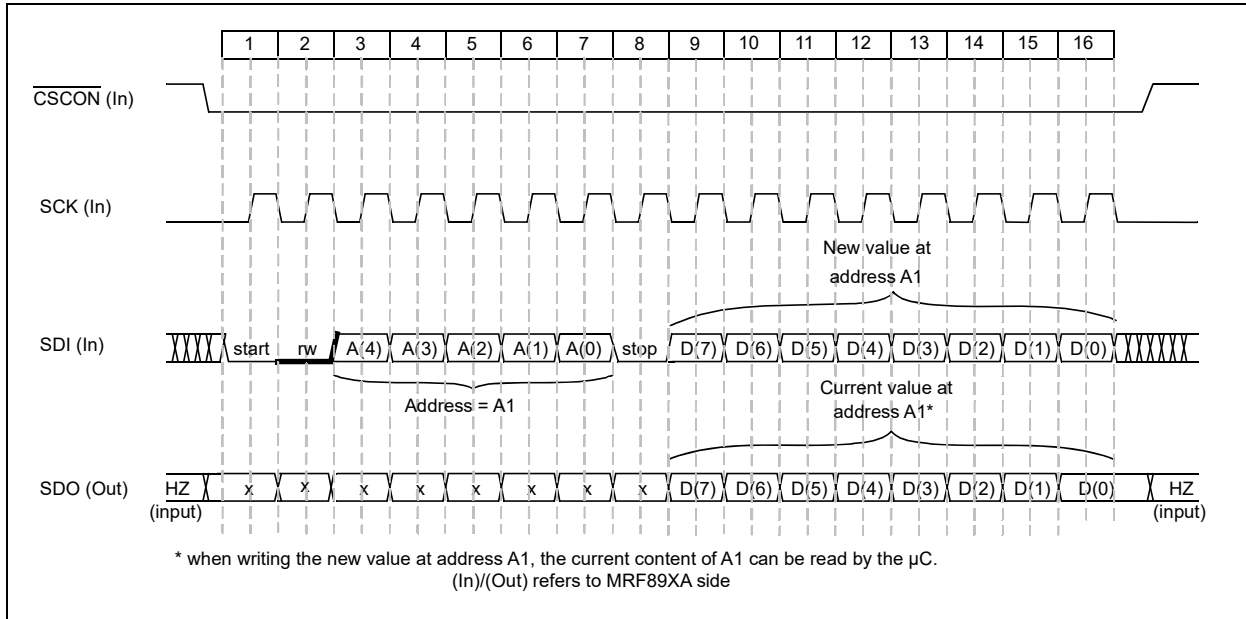 1 2 3 4 5 6 7 8 9 10 11 12 13 14 15 16
CSCON (In)
SCK (In)
New value at
address A1
SDI (In) start rw A(4) A(3) A(2) A(1) A(0) stop D(7) D(6) D(5) D(4) D(3) D(2) D(1) D(0)
Address = A1
Current value at
address A1*
SDO (Out) HZ x x x x x x x x D(7) D(6) D(5) D(4) D(3) D(2) D(1) D(0) HZ
(input) (input)
* when writing the new value at address A1, the current content of A1 can be read by the µC.
(In)/(Out) refers to MRF89XA side